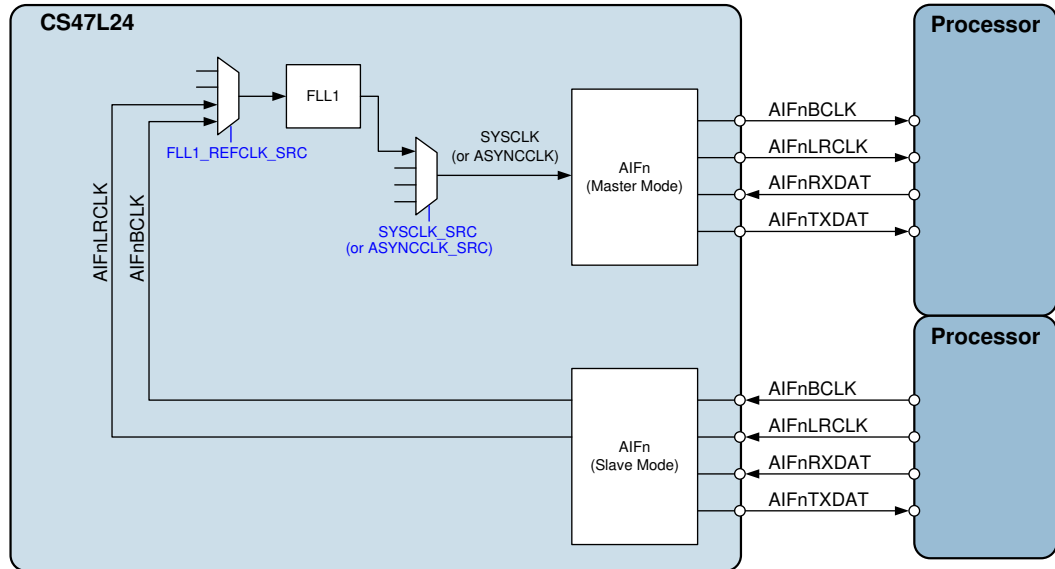 CS47L24
Processor
FLL1
FLL1_REFCLK_SRC
SYSCLK
(or ASYNCCLK)
SYSCLK_SRC
(or ASYNCCLK_SRC)
AIFn
(Master Mode)
AIFnBCLK
AIFnLRCLK
AIFnRXDAT
AIFnTXDAT
AIFnLRCLK
AIFnBCLK
Processor
AIFn
(Slave Mode)
AIFnBCLK
AIFnLRCLK
AIFnRXDAT
AIFnTXDAT